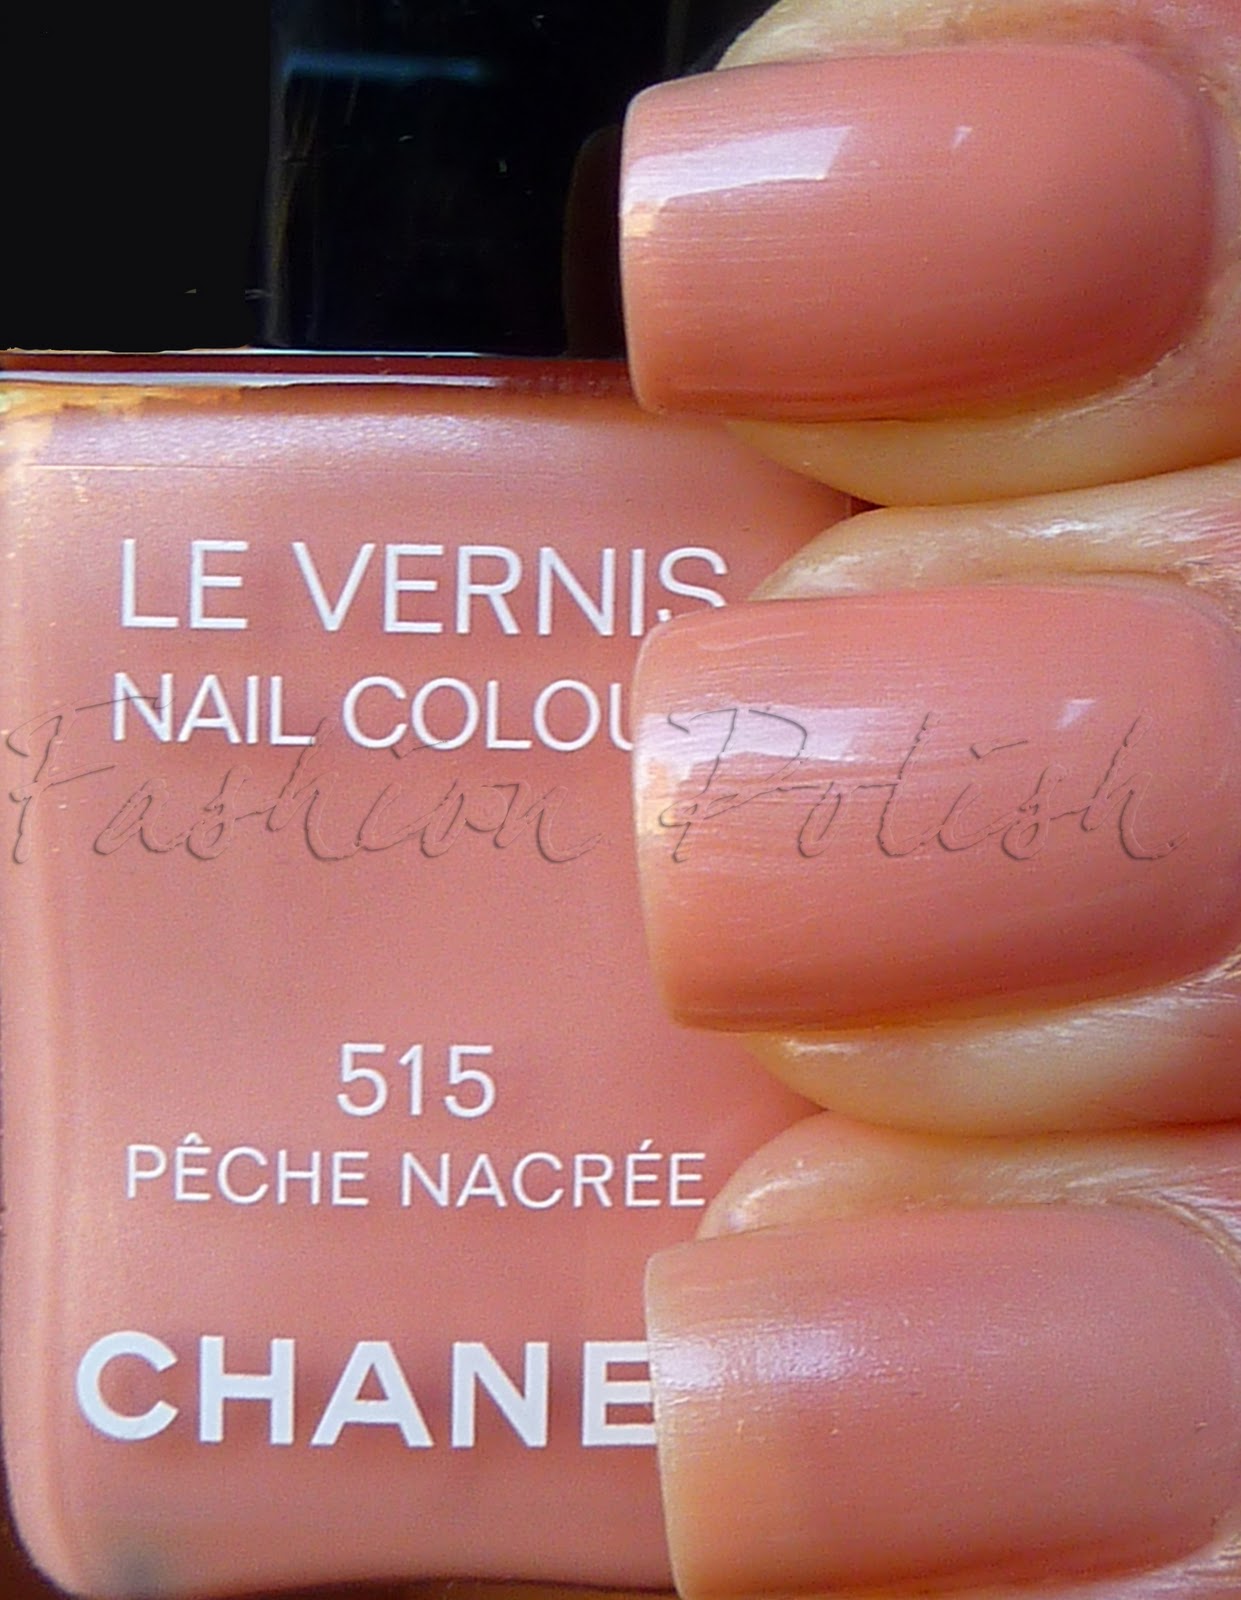 LE VERNIS
NAIL COLOU
Fashion Polish
515
PÊCHE NACRÉE
CHANE